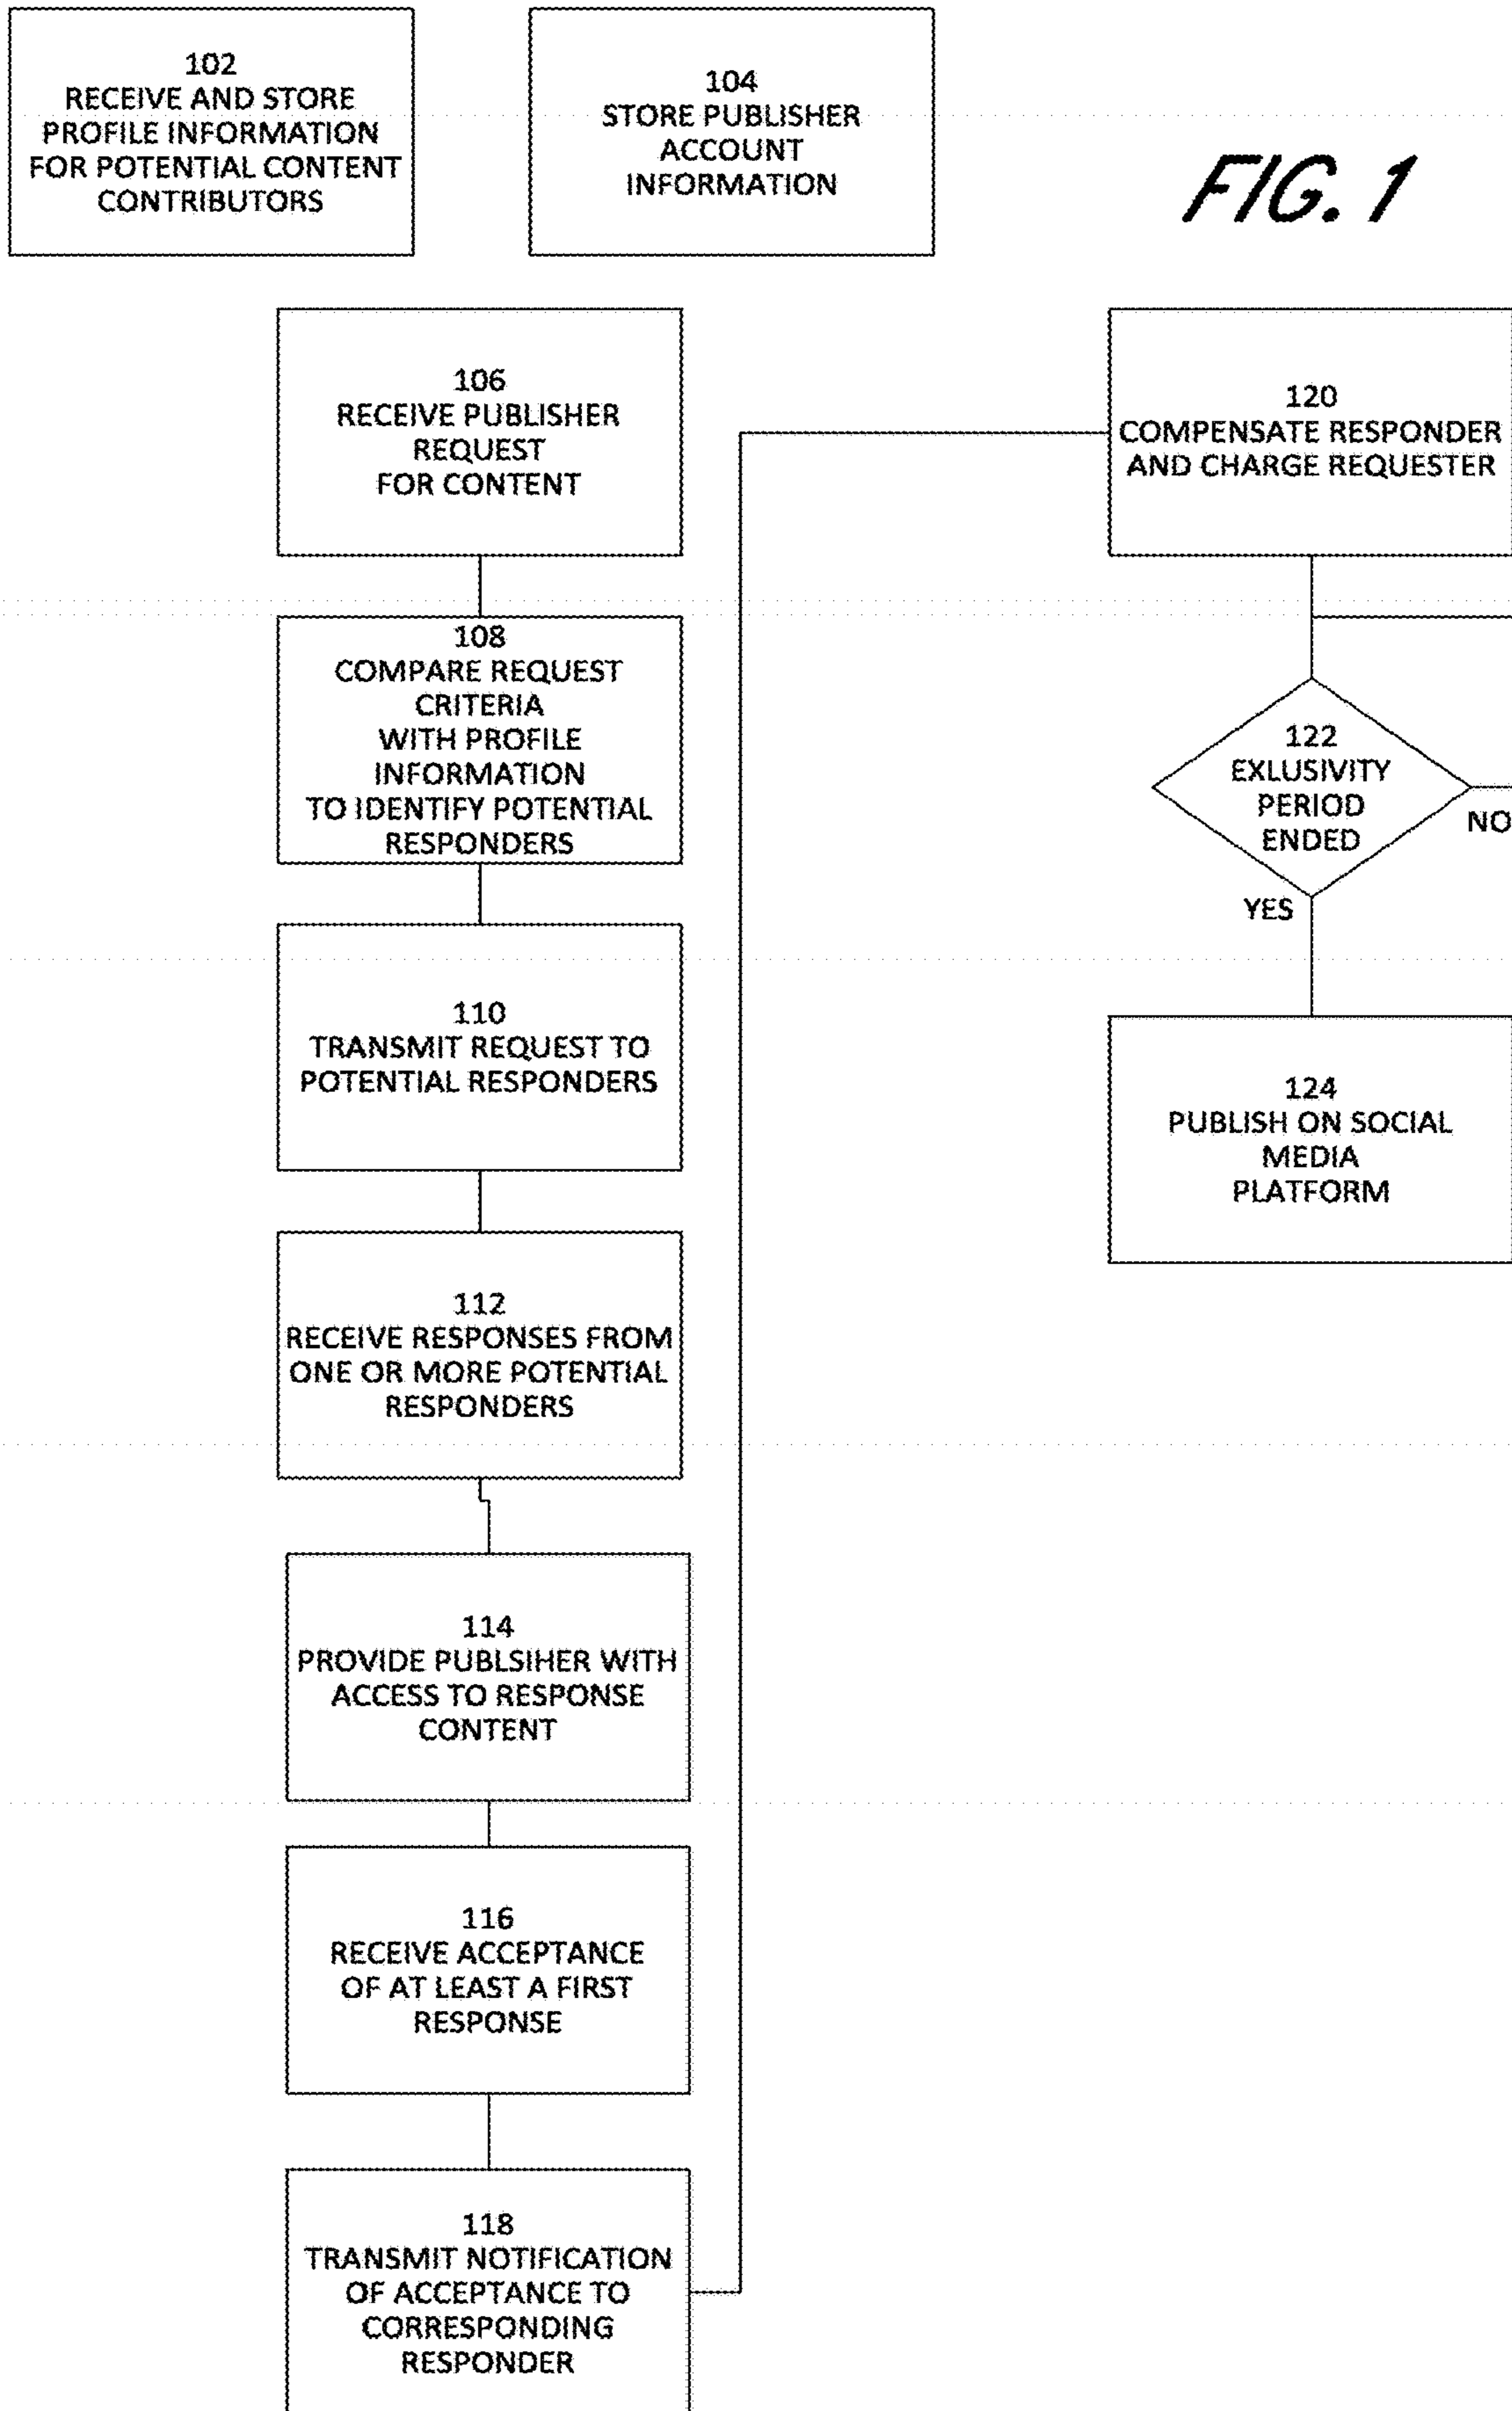 102
RECEIVE AND STORE
PROFILE INFORMATION
FOR POTENTIAL CONTENT
CONTRIBUTORS
104
STORE PUBLISHER
ACCOUNT
INFORMATION
FIG. 1
106
RECEIVE PUBLISHER
REQUEST
FOR CONTENT
108
COMPARE REQUEST
CRITERIA
WITH PROFILE
INFORMATION
TO IDENTIFY POTENTIAL
RESPONDERS
110
TRANSMIT REQUEST TO
POTENTIAL RESPONDERS
112
RECEIVE RESPONSES FROM
ONE OR MORE POTENTIAL
RESPONDERS
114
PROVIDE PUBLSIHER WITH
ACCESS TO RESPONSE
CONTENT
116
RECEIVE ACCEPTANCE
OF AT LEAST A FIRST
RESPONSE
118
TRANSMIT NOTIFICATION
OF ACCEPTANCE TO
CORRESPONDING
RESPONDER
120
COMPENSATE RESPONDER
AND CHARGE REQUESTER
122
EXLUSIVITY
PERIOD
ENDED
NO
YES
124
PUBLISH ON SOCIAL
MEDIA
PLATFORM